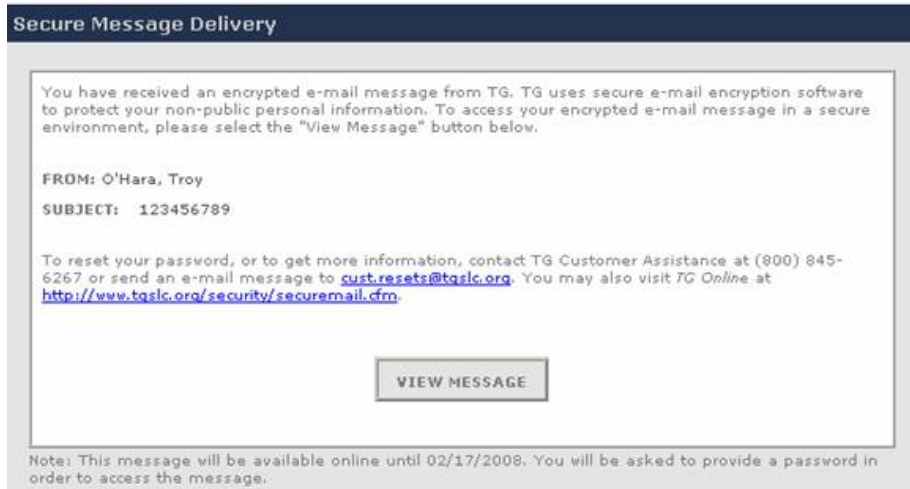 Secure Message Delivery
You have received an encrypted e-mail message from TG. TG uses secure e-mail encryption software
to protect your non-public personal information. To access your encrypted e-mail message in a secure
environment, please select the "View Message" button below.
FROM: O'Hara, Troy
SUBJECT: 123456789
To reset your password, or to get more information, contact TG Customer Assistance at (800) 845-
6267 or send an e-mail message to cust.resets@tgslc.org. You may also visit TG Online at
http://www.tgslc.org/security/securemail.cfm.
VIEW MESSAGE
Note: This message will be available online until 02/17/2008. You will be asked to provide a password in
order to access the message.